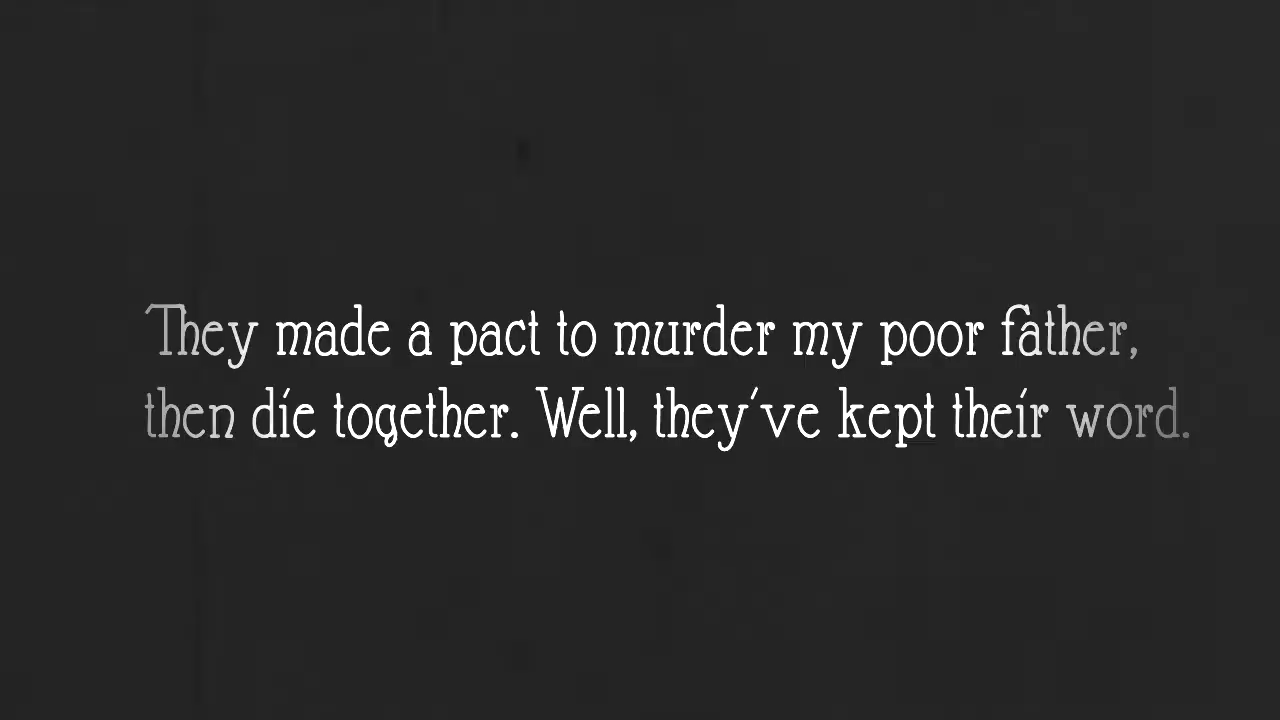 They made a pact to murder my poor father,
then die together. Well, they've kept their word.